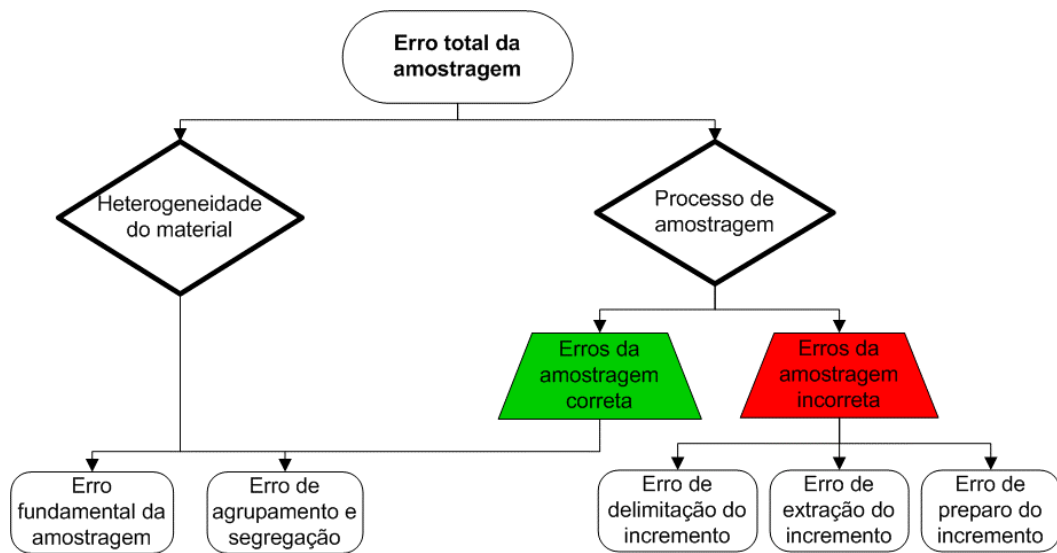 Erro total da
amostragem
Heterogeneidade
do material
Processo de
amostragem
Erros da
amostragem
correta
Erros da
amostragem
incorreta
Erro
fundamental da
amostragem
Erro de
agrupamento e
segregação
Erro de
delimitação do
incremento
Erro de
extração do
incremento
Erro de
preparo do
incremento